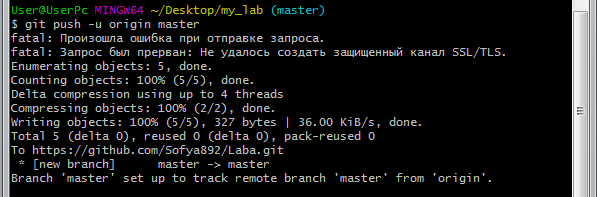 User@UserPc MINGW64 ~/Desktop/my_lab (master)
$ git push -u origin master
fatal: Произошла ошибка при отправке запроса.
fatal: Запрос был прерван: Не удалось создать защищенный канал SSL/TLS.
Enumerating objects: 5, done.
Counting objects: 100% (5/5), done.
Delta compression using up to 4 threads
Compressing objects: 100% (2/2), done.
Writing objects: 100% (5/5), 327 bytes | 36.00 KiB/s, done.
Total 5 (delta 0), reused 0 (delta 0), pack-reused 0
To https://github.com/Sofya892/Laba.git
 * [new branch]      master -> master
Branch 'master' set up to track remote branch 'master' from 'origin'.